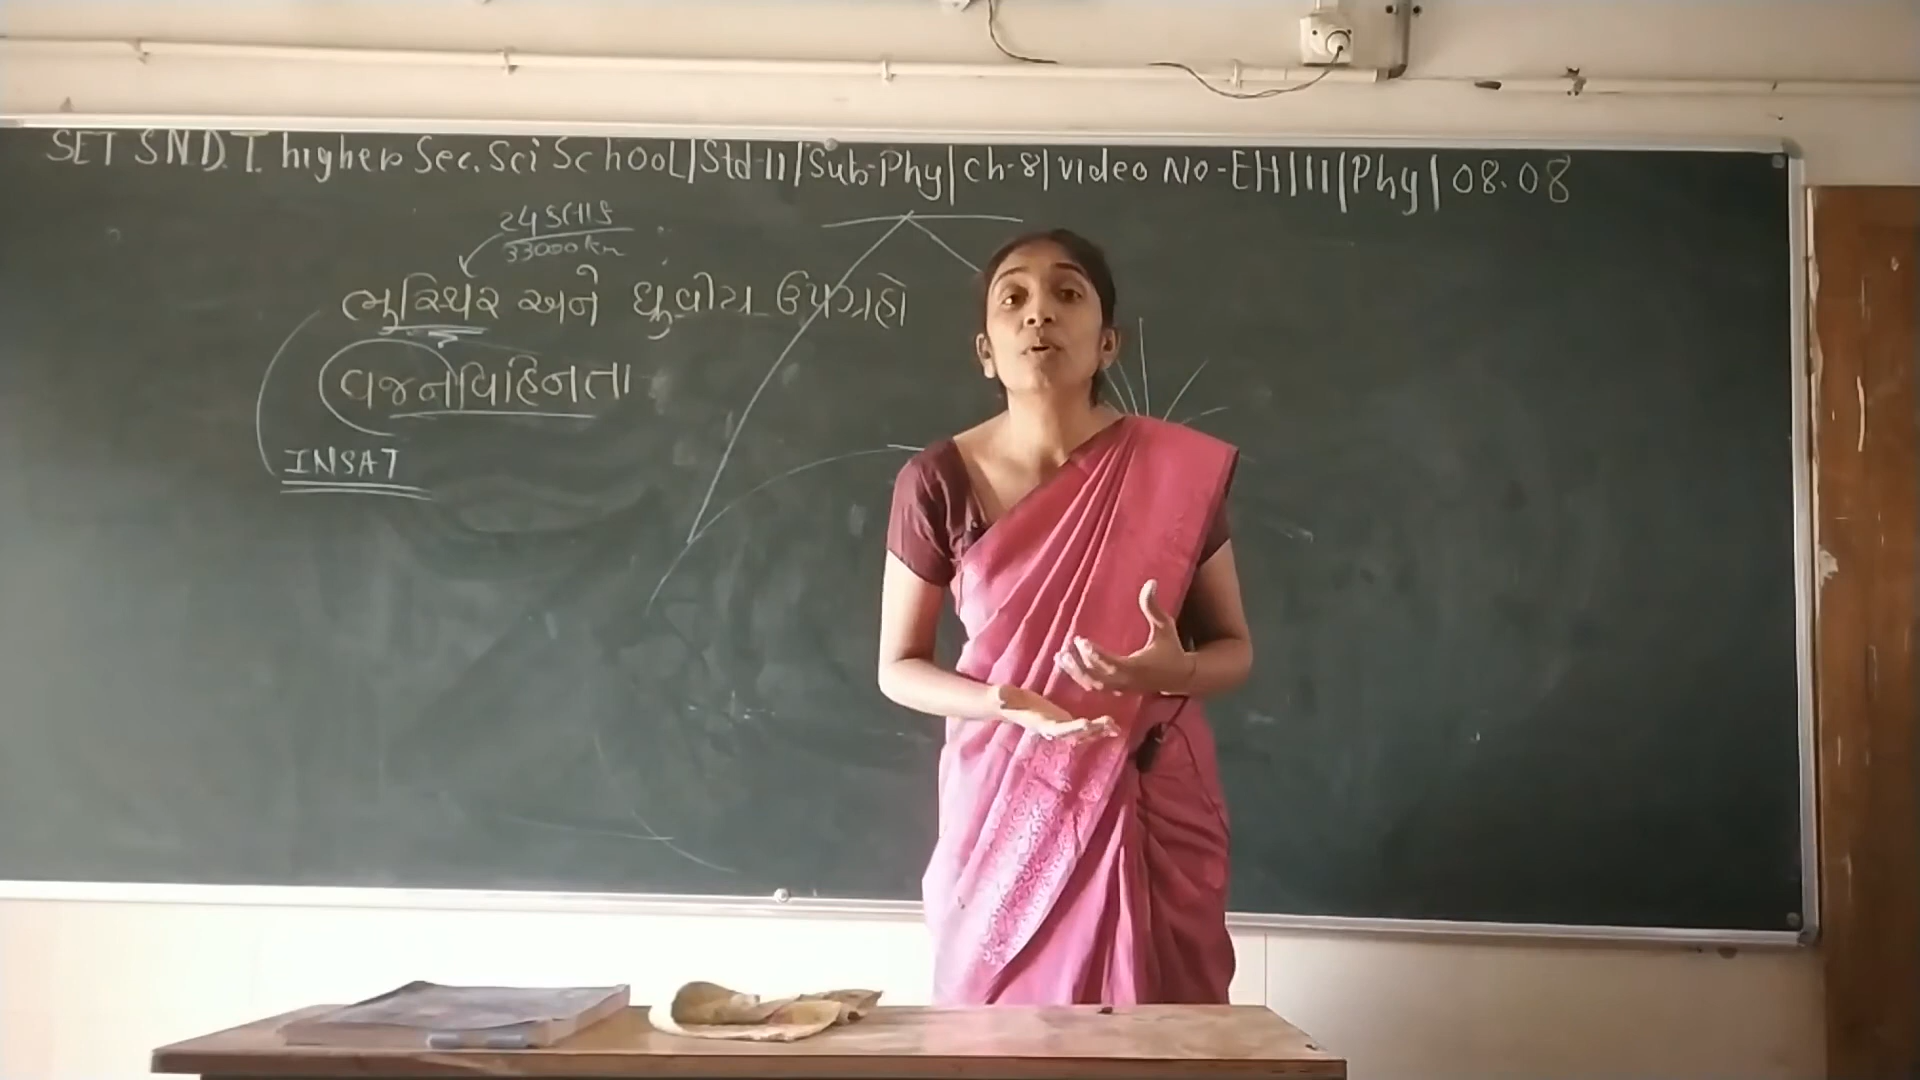 SET S.N.D.T. higher Sec. Sci School/Std-11/Sub-Phy/ch-8/video No-EH/11/Phy/08.08
24 કલાક
33000 km
ભૂસ્થિર અને ધ્રુવીય ઉપગ્રહો
વજનવિહિનતા
INSAT